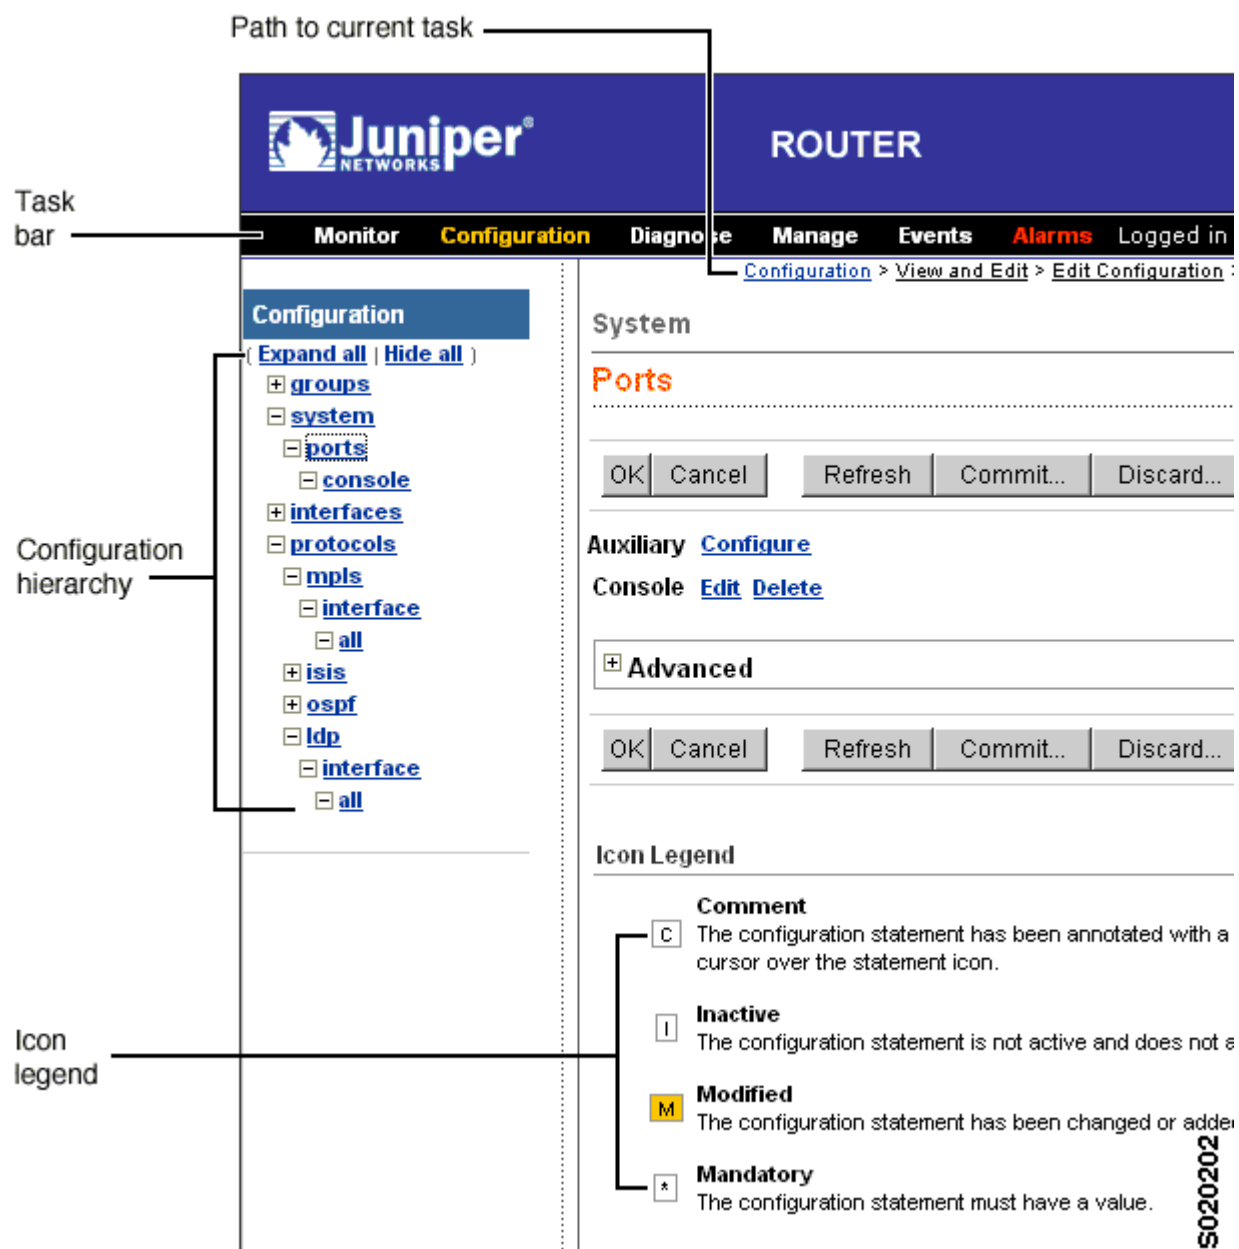 Path to current task
Juniper®
NETWORKS
ROUTER
Task
bar
Monitor Configuration Diagnose Manage Events Alarms Logged in
Configuration > View and Edit > Edit Configuration >
Configuration
( Expand all | Hide all )
groups
system
ports
console
interfaces
protocols
mpls
interface
all
isis
ospf
ldp
interface
all
Configuration
hierarchy
System
Ports
OK Cancel Refresh Commit... Discard...
Auxiliary Configure
Console Edit Delete
Advanced
OK Cancel Refresh Commit... Discard...
Icon Legend
Icon
legend
Comment
C The configuration statement has been annotated with a
cursor over the statement icon.
Inactive
I The configuration statement is not active and does not a
Modified
M The configuration statement has been changed or added
Mandatory
* The configuration statement must have a value.
S020202